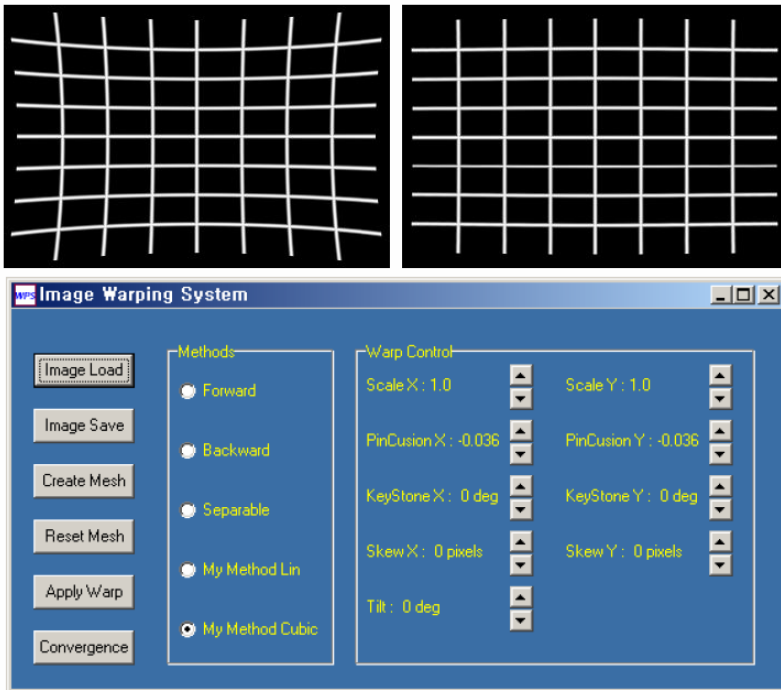 WPS Image Warping System
Image Load
Image Save
Create Mesh
Reset Mesh
Apply Warp
Convergence
Methods
Forward
Backward
Separable
My Method Lin
My Method Cubic
Warp Control
Scale X : 1.0
Scale Y : 1.0
PinCusion X : -0.036
PinCusion Y : -0.036
KeyStone X : 0 deg
KeyStone Y : 0 deg
Skew X : 0 pixels
Skew Y : 0 pixels
Tilt : 0 deg